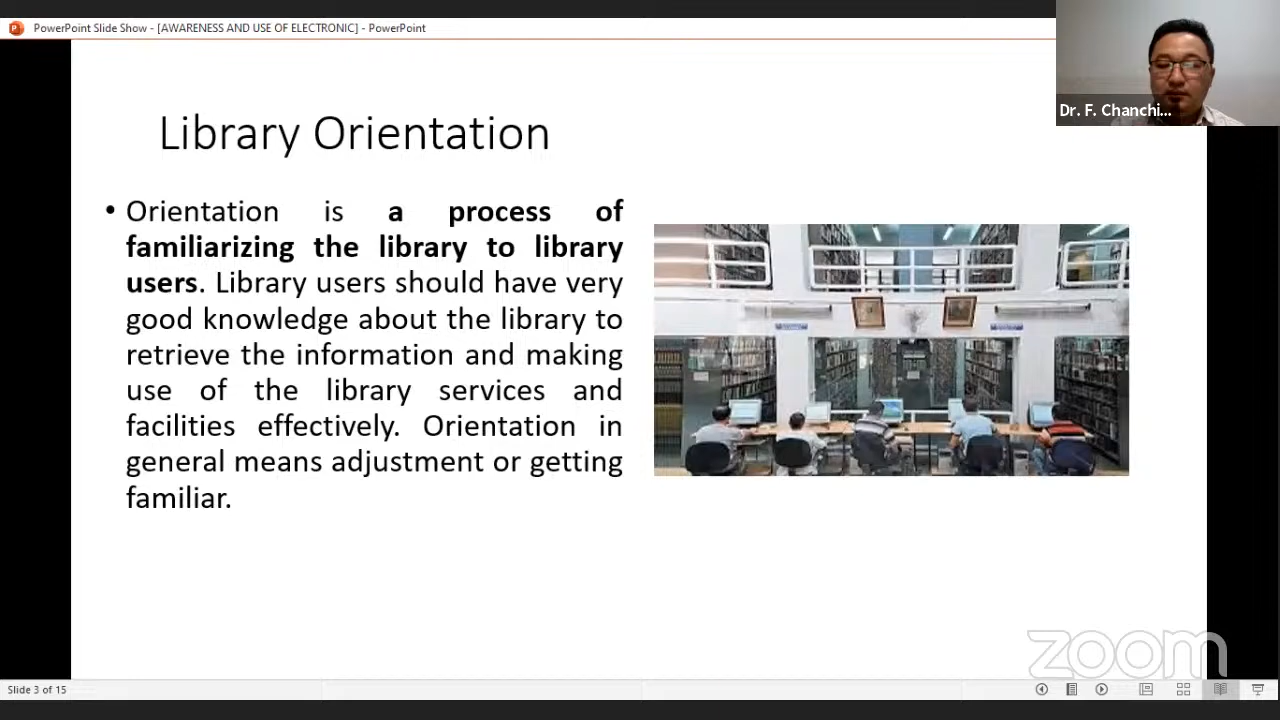 PowerPoint Slide Show - [AWARENESS AND USE OF ELECTRONIC] - PowerPoint
Dr. F. Chanchi...
Library Orientation
• Orientation is a process of
familiarizing the library to library
users. Library users should have very
good knowledge about the library to
retrieve the information and making
use of the library services and
facilities effectively. Orientation in
general means adjustment or getting
familiar.
zoom
Slide 3 of 15